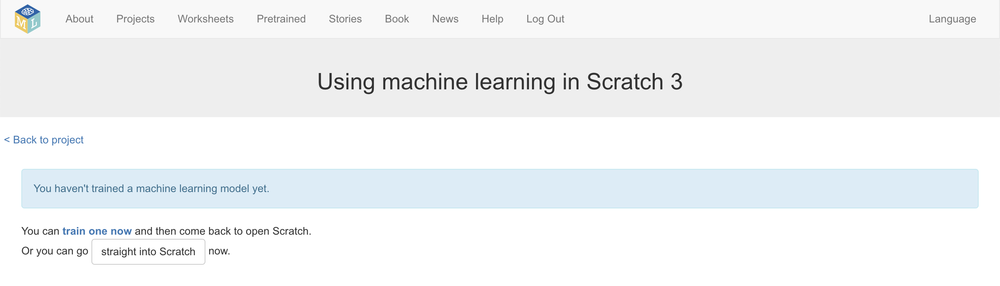 M L
About Projects Worksheets Pretrained Stories Book News Help Log Out Language
Using machine learning in Scratch 3
< Back to project
You haven't trained a machine learning model yet.
You can train one now and then come back to open Scratch.
Or you can go straight into Scratch now.